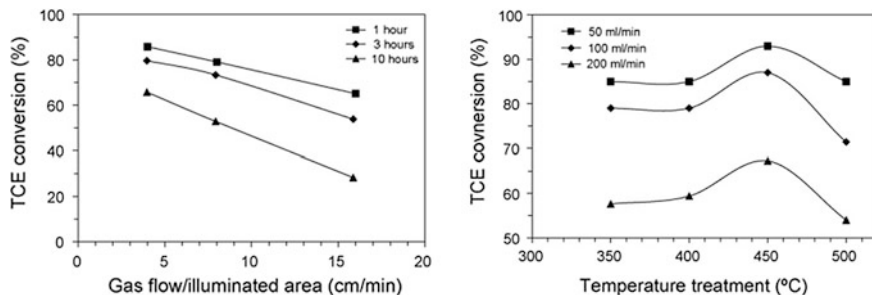 100
80
60
40
20
0
TCE conversion (%)
1 hour
3 hours
10 hours
0
5
10
15
20
Gas flow/illuminated area (cm/min)
100
90
80
70
60
50
TCE covnersion (%)
50 ml/min
100 ml/min
200 ml/min
300
350
400
450
500
Temperature treatment (ºC)